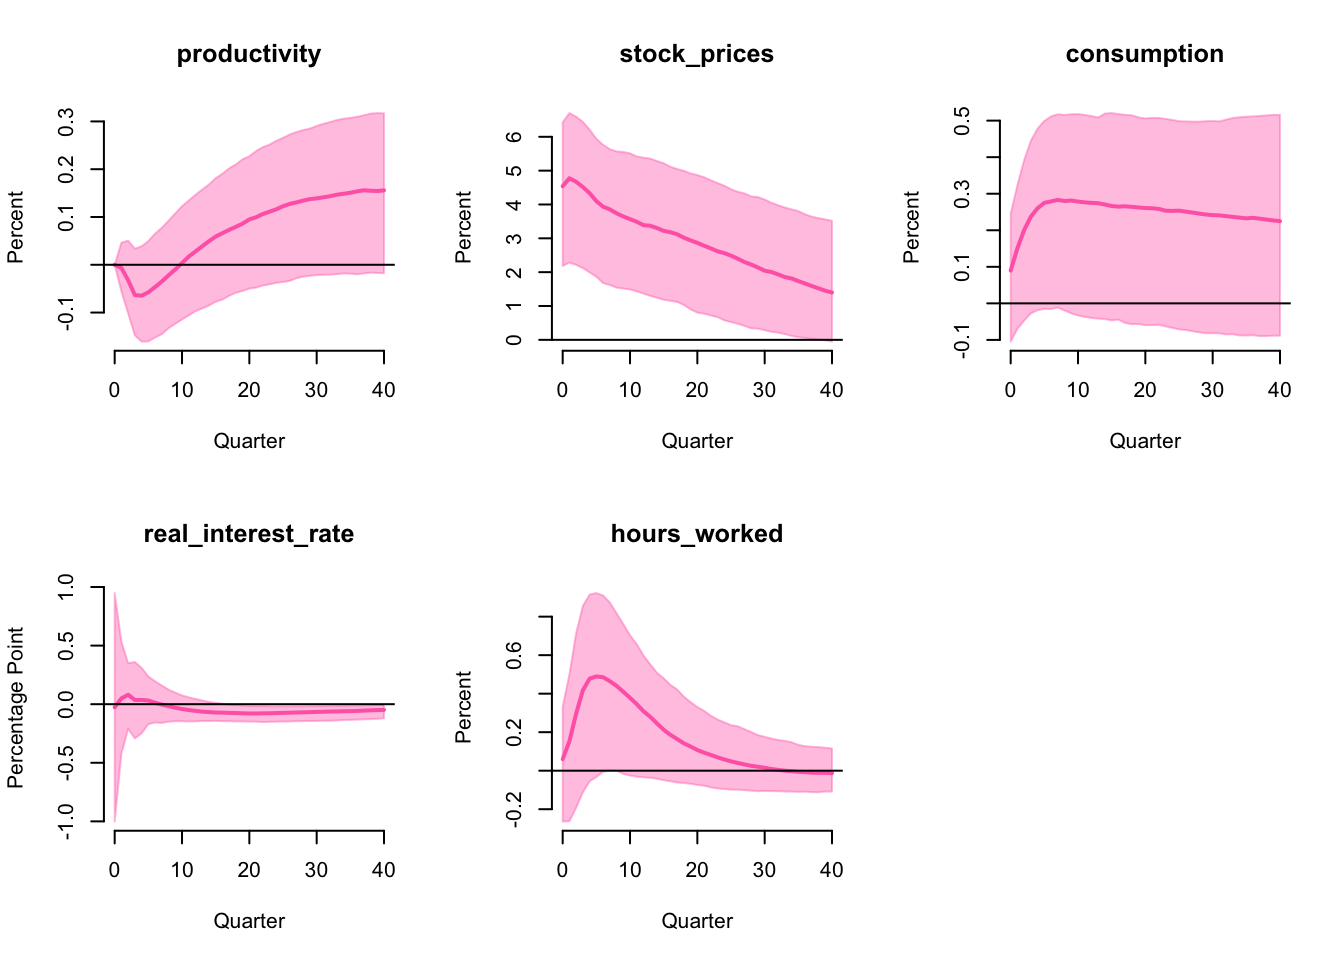 productivity
Percent
-0.1 0.1 0.2 0.3
0 10 20 30 40
Quarter
stock_prices
Percent
0 1 2 3 4 5 6
0 10 20 30 40
Quarter
consumption
Percent
-0.1 0.1 0.3 0.5
0 10 20 30 40
Quarter
real_interest_rate
Percentage Point
-1.0 -0.5 0.0 0.5 1.0
0 10 20 30 40
Quarter
hours_worked
Percent
-0.2 0.2 0.6
0 10 20 30 40
Quarter